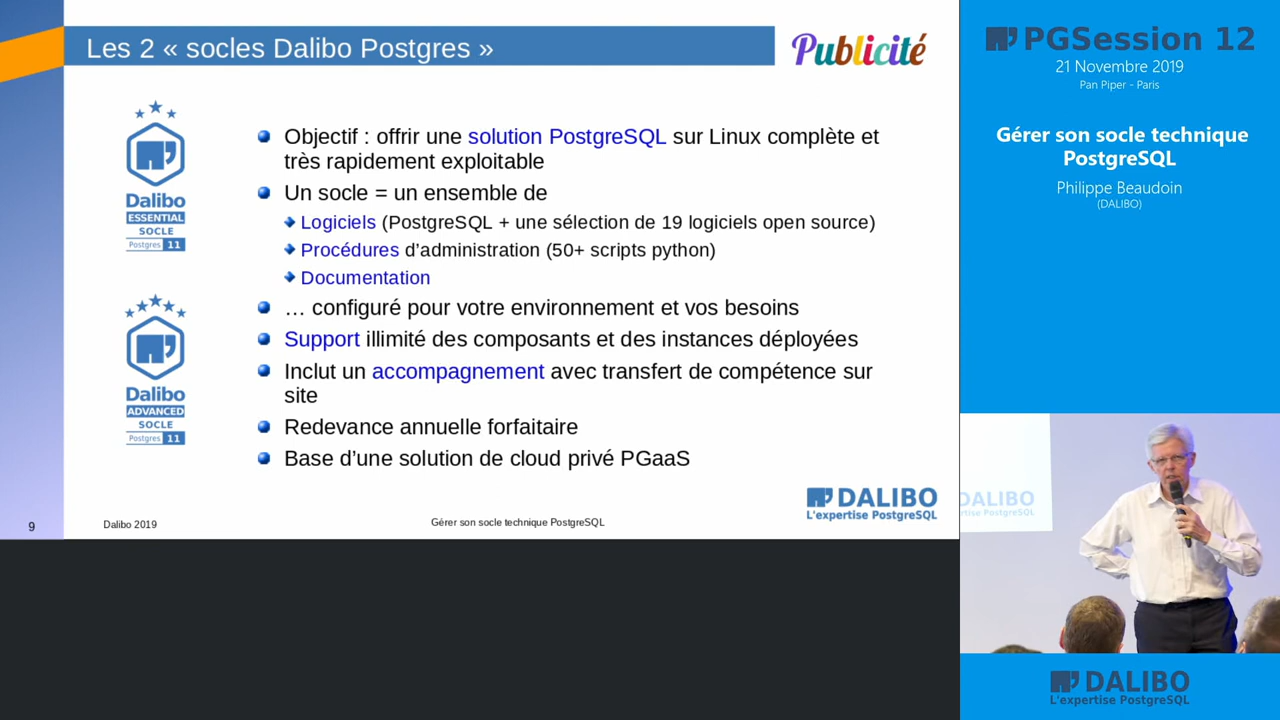 Les 2 « socles Dalibo Postgres »
Publicité
Dalibo
ESSENTIAL
SOCLE
Postgres 11
Dalibo
ADVANCED
SOCLE
Postgres 11
Objectif : offrir une solution PostgreSQL sur Linux complète et
très rapidement exploitable
Un socle = un ensemble de
Logiciels (PostgreSQL + une sélection de 19 logiciels open source)
Procédures d’administration (50+ scripts python)
Documentation
… configuré pour votre environnement et vos besoins
Support illimité des composants et des instances déployées
Inclut un accompagnement avec transfert de compétence sur
site
Redevance annuelle forfaitaire
Base d’une solution de cloud privé PGaaS
DALIBO
L'expertise PostgreSQL
9
Dalibo 2019
Gérer son socle technique PostgreSQL
PGSession 12
21 Novembre 2019
Pan Piper - Paris
Gérer son socle technique
PostgreSQL
Philippe Beaudoin
(DALIBO)
DALIBO
rtise PostgreSQL
DALIBO
L'expertise PostgreSQL